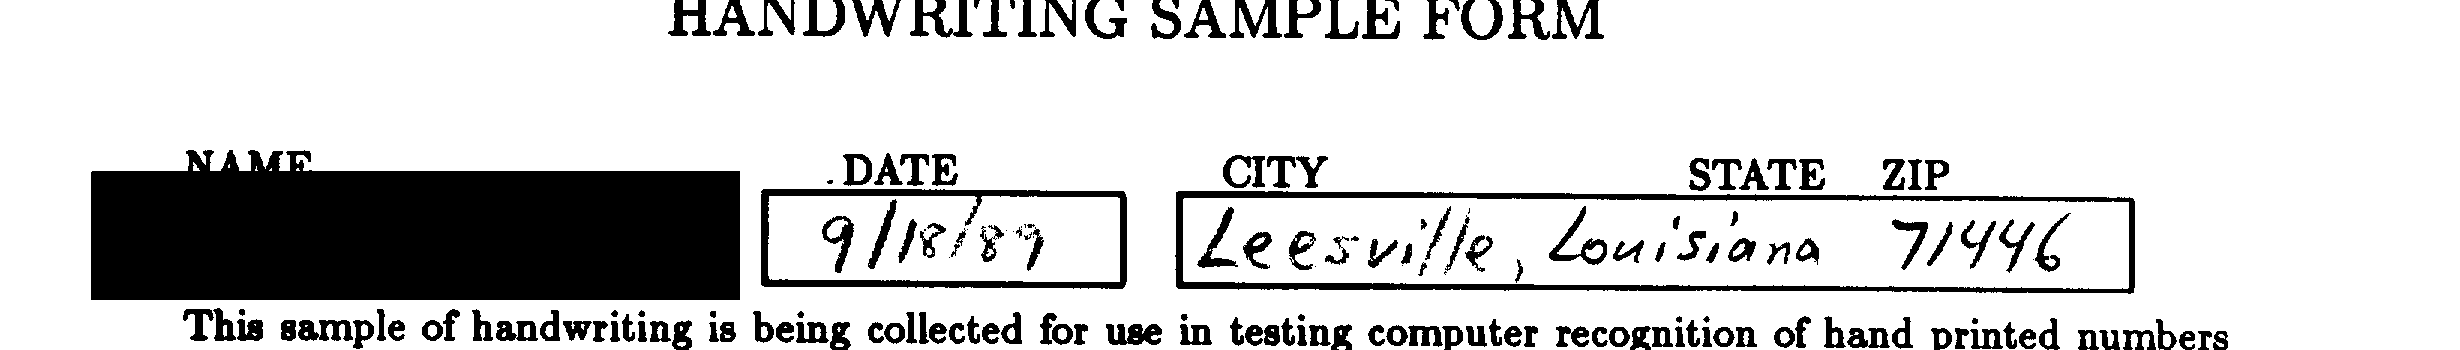 HANDWRITING SAMPLE FORM
NAME DATE CITY STATE ZIP
9/18/89 Leesville, Louisiana 71446
This sample of handwriting is being collected for use in testing computer recognition of hand printed numbers